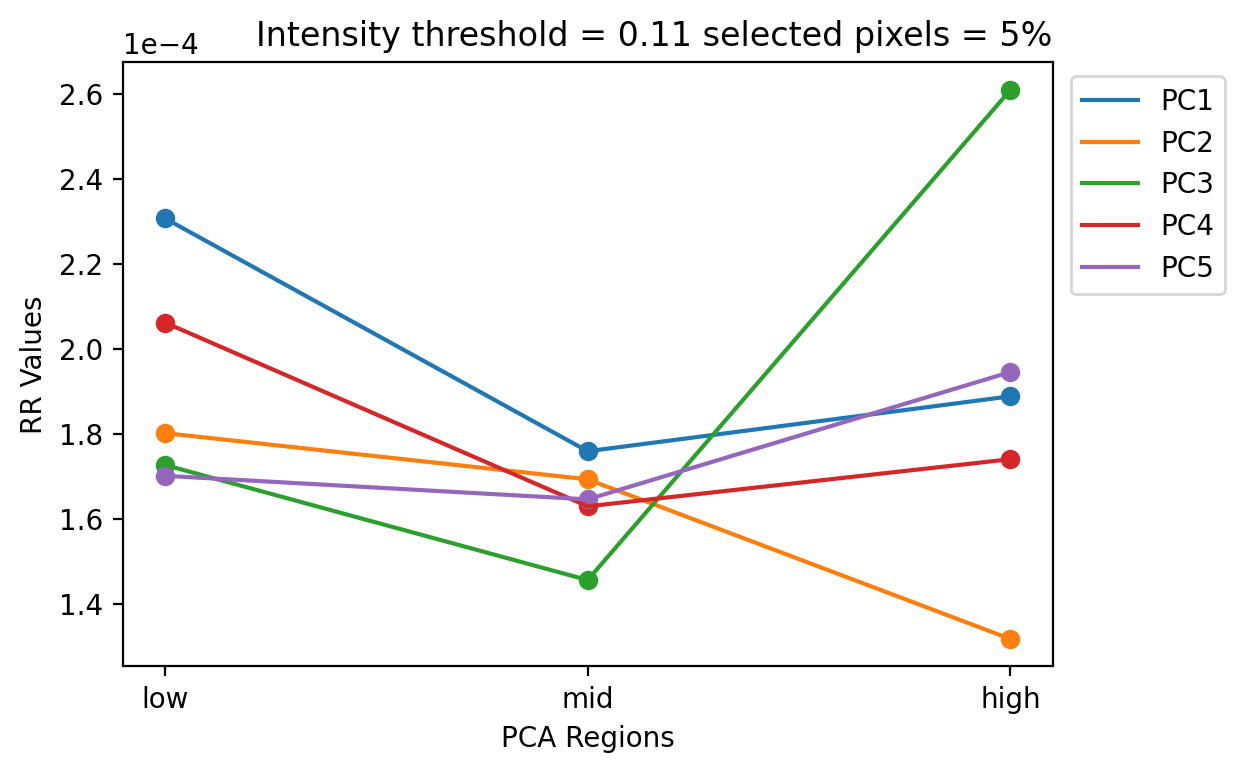 Intensity threshold = 0.11 selected pixels = 5%
1e−4
2.6
2.4
2.2
2.0
1.8
1.6
1.4
RR Values
low
mid
high
PCA Regions
PC1
PC2
PC3
PC4
PC5